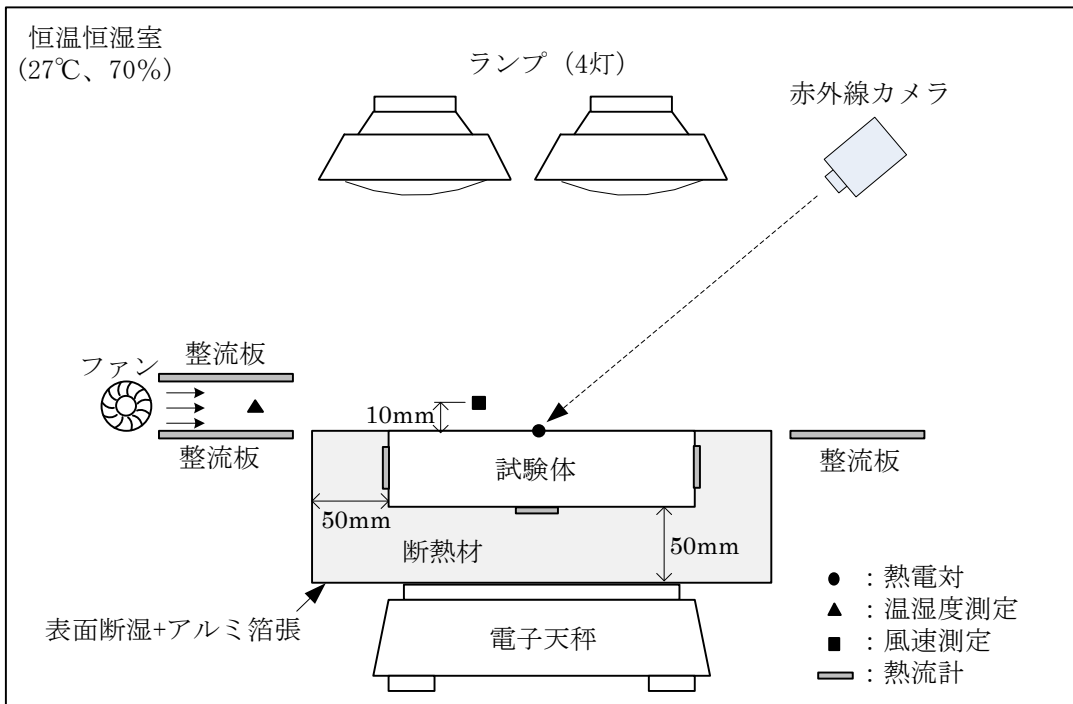 恒温恒湿室
(27℃、70%)
ランプ（4灯）
赤外線カメラ
ファン
整流板
10mm
整流板
試験体
整流板
50mm
断熱材
50mm
表面断湿+アルミ箔張
電子天秤
：熱電対
：温湿度測定
：風速測定
：熱流計